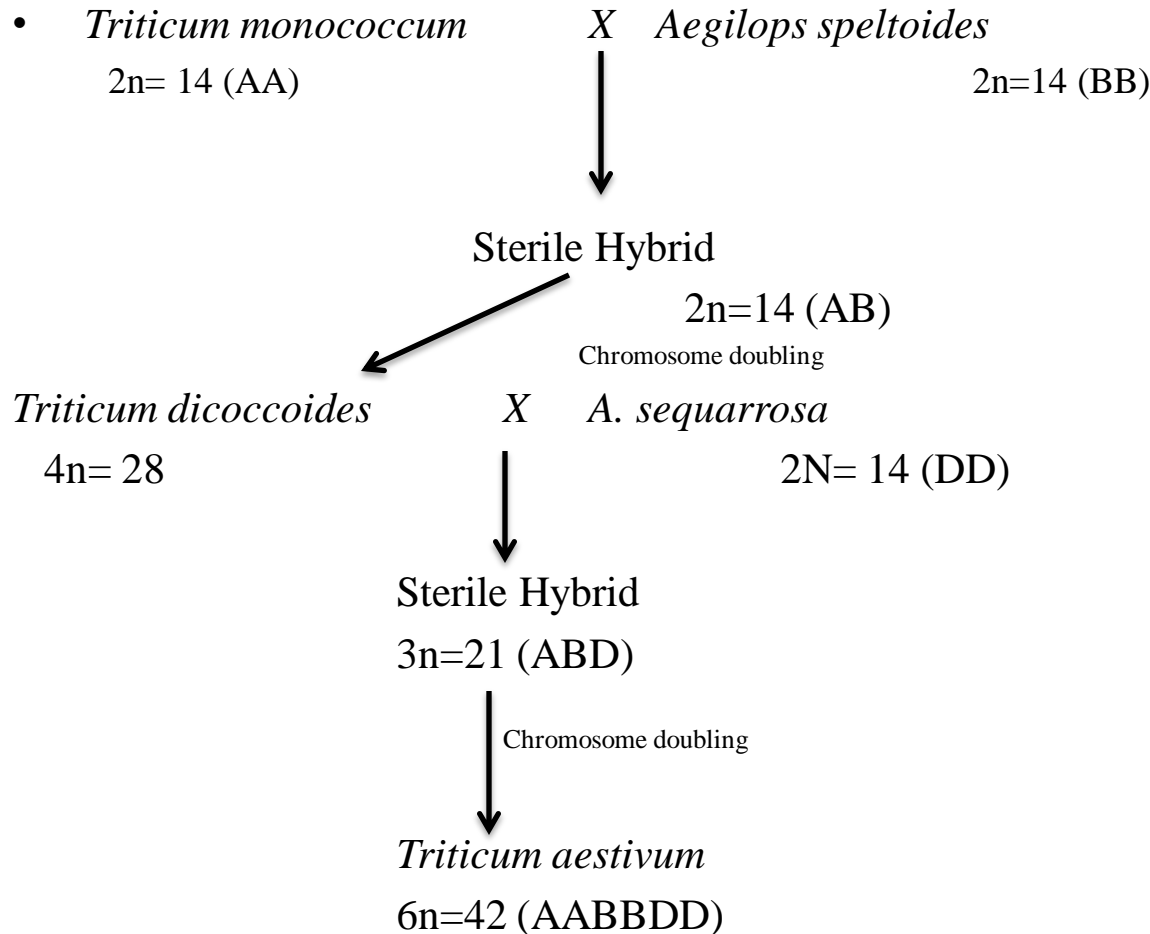 • Triticum monococcum X Aegilops speltoides
2n= 14 (AA) 2n=14 (BB)
Sterile Hybrid
2n=14 (AB)
Chromosome doubling
Triticum dicoccoides X A. sequarrosa
4n= 28 2N= 14 (DD)
Sterile Hybrid
3n=21 (ABD)
Chromosome doubling
Triticum aestivum
6n=42 (AABBDD)